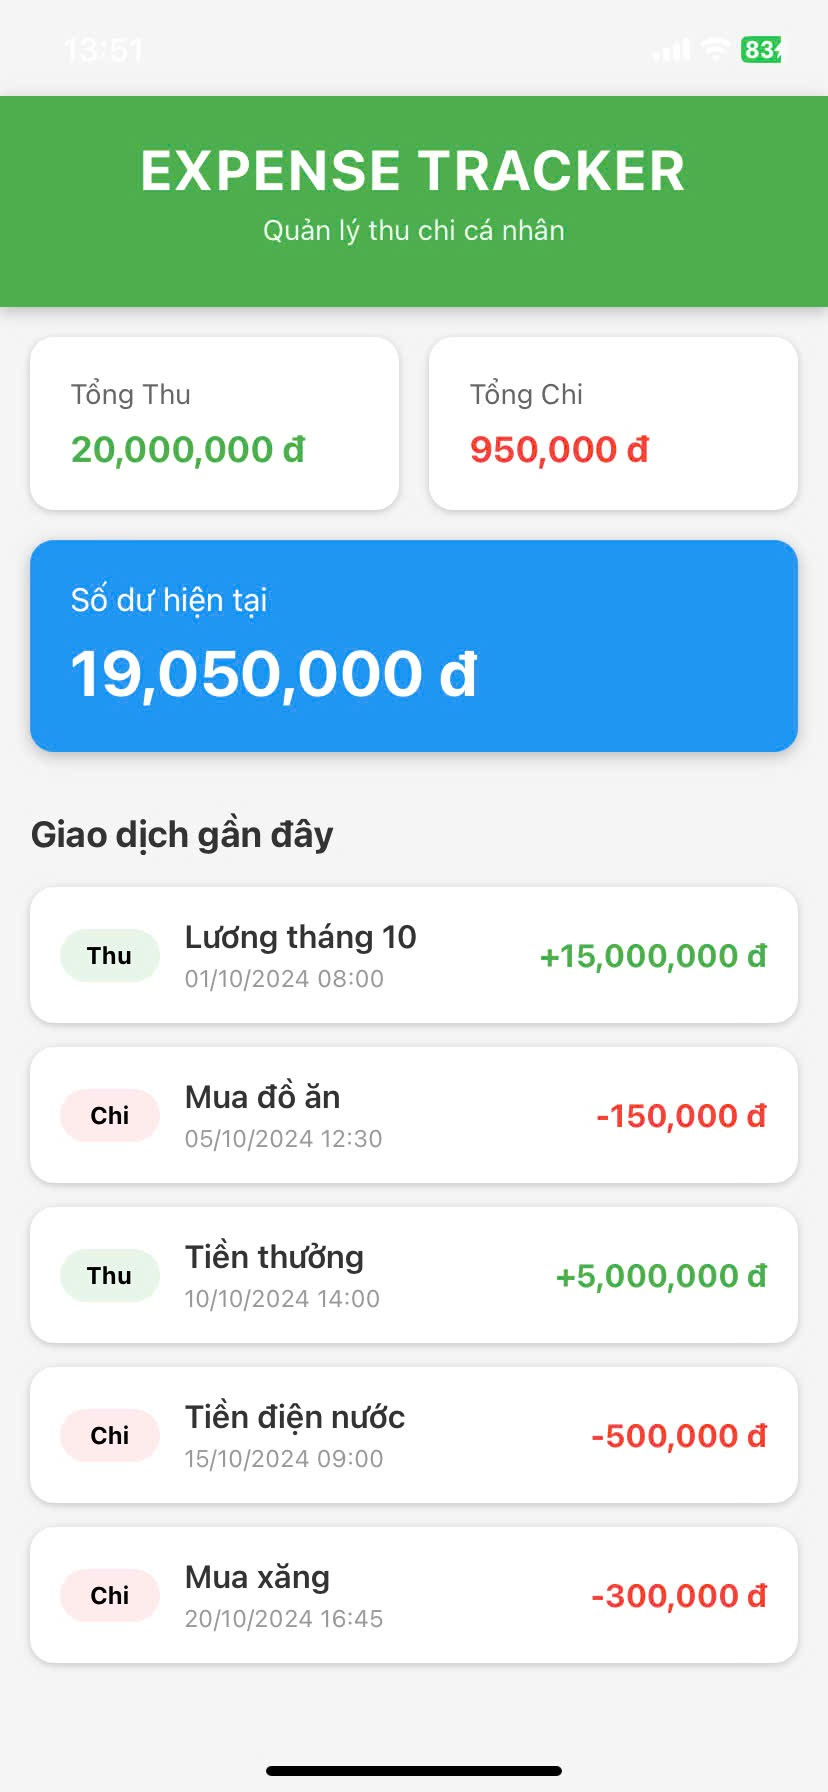 13:51
83
EXPENSE TRACKER
Quản lý thu chi cá nhân
Tổng Thu
20,000,000 đ
Tổng Chi
950,000 đ
Số dư hiện tại
19,050,000 đ
Giao dịch gần đây
Thu
Lương tháng 10
01/10/2024 08:00
+15,000,000 đ
Chi
Mua đồ ăn
05/10/2024 12:30
-150,000 đ
Thu
Tiền thưởng
10/10/2024 14:00
+5,000,000 đ
Chi
Tiền điện nước
15/10/2024 09:00
-500,000 đ
Chi
Mua xăng
20/10/2024 16:45
-300,000 đ